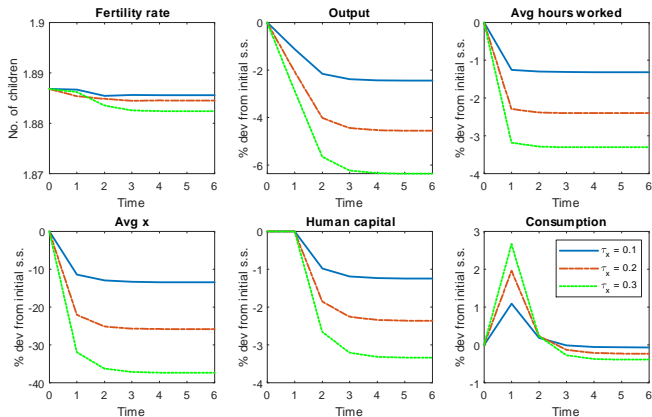 Fertility rate
1.9
1.89
1.88
1.87
No. of children
0 1 2 3 4 5 6
Time
Output
0
-2
-4
-6
% dev from initial s.s.
0 1 2 3 4 5 6
Time
Avg hours worked
0
-1
-2
-3
-4
% dev from initial s.s.
0 1 2 3 4 5 6
Time
Avg x
0
-10
-20
-30
-40
% dev from initial s.s.
0 1 2 3 4 5 6
Time
Human capital
0
-1
-2
-3
-4
% dev from initial s.s.
0 1 2 3 4 5 6
Time
Consumption
3
2
1
0
-1
% dev from initial s.s.
τx = 0.1
τx = 0.2
τx = 0.3
0 1 2 3 4 5 6
Time